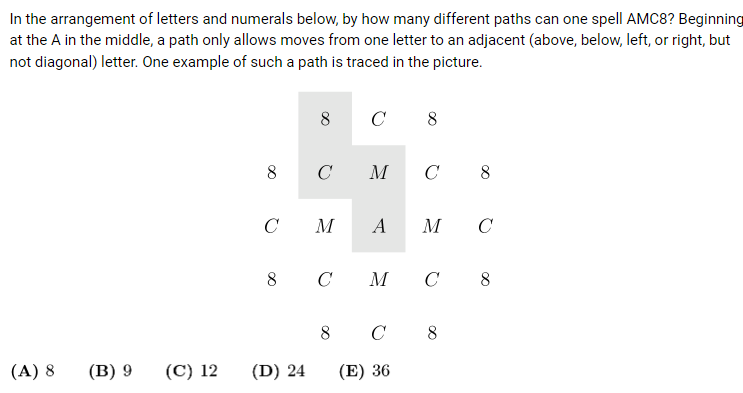 In the arrangement of letters and numerals below, by how many different paths can one spell AMC8? Beginning
at the A in the middle, a path only allows moves from one letter to an adjacent (above, below, left, or right, but
not diagonal) letter. One example of such a path is traced in the picture.
8 C 8
8 C M C 8
C M A M C
8 C M C 8
8 C 8
(A) 8 (B) 9 (C) 12 (D) 24 (E) 36